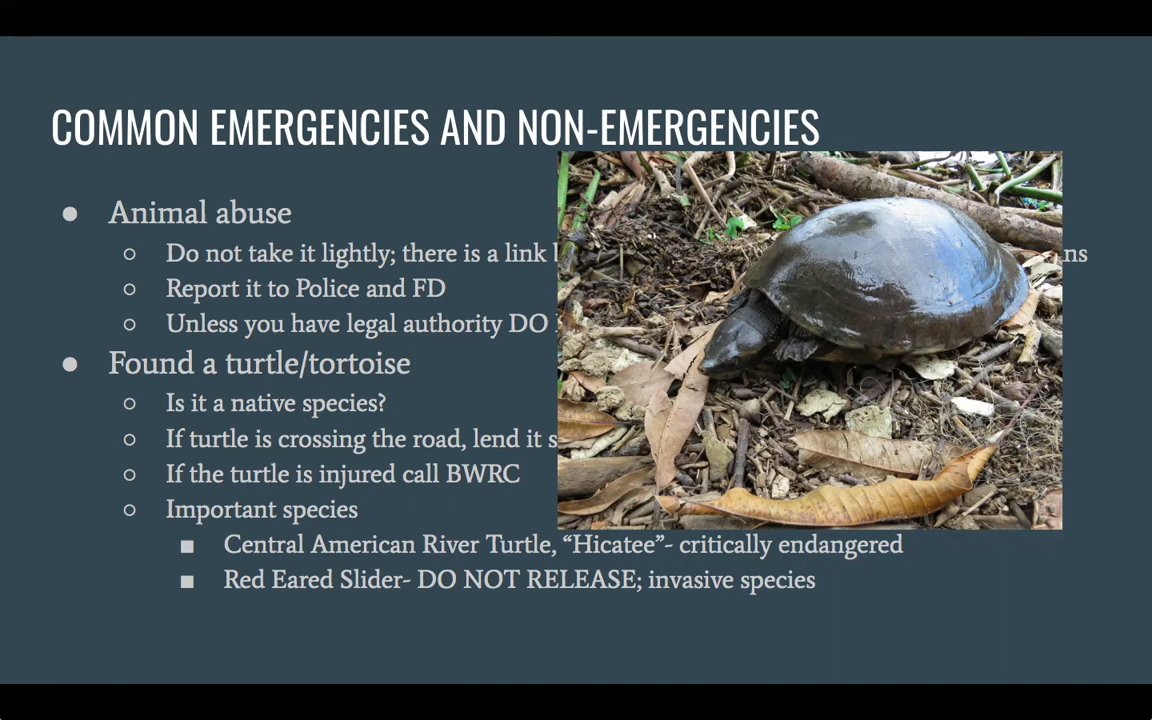 COMMON EMERGENCIES AND NON-EMERGENCIES
● Animal abuse
○ Do not take it lightly; there is a link
○ Report it to Police and FD
○ Unless you have legal authority DO
● Found a turtle/tortoise
○ Is it a native species?
○ If turtle is crossing the road, lend it
○ If the turtle is injured call BWRC
○ Important species
■ Central American River Turtle, “Hicatee”- critically endangered
■ Red Eared Slider- DO NOT RELEASE; invasive species